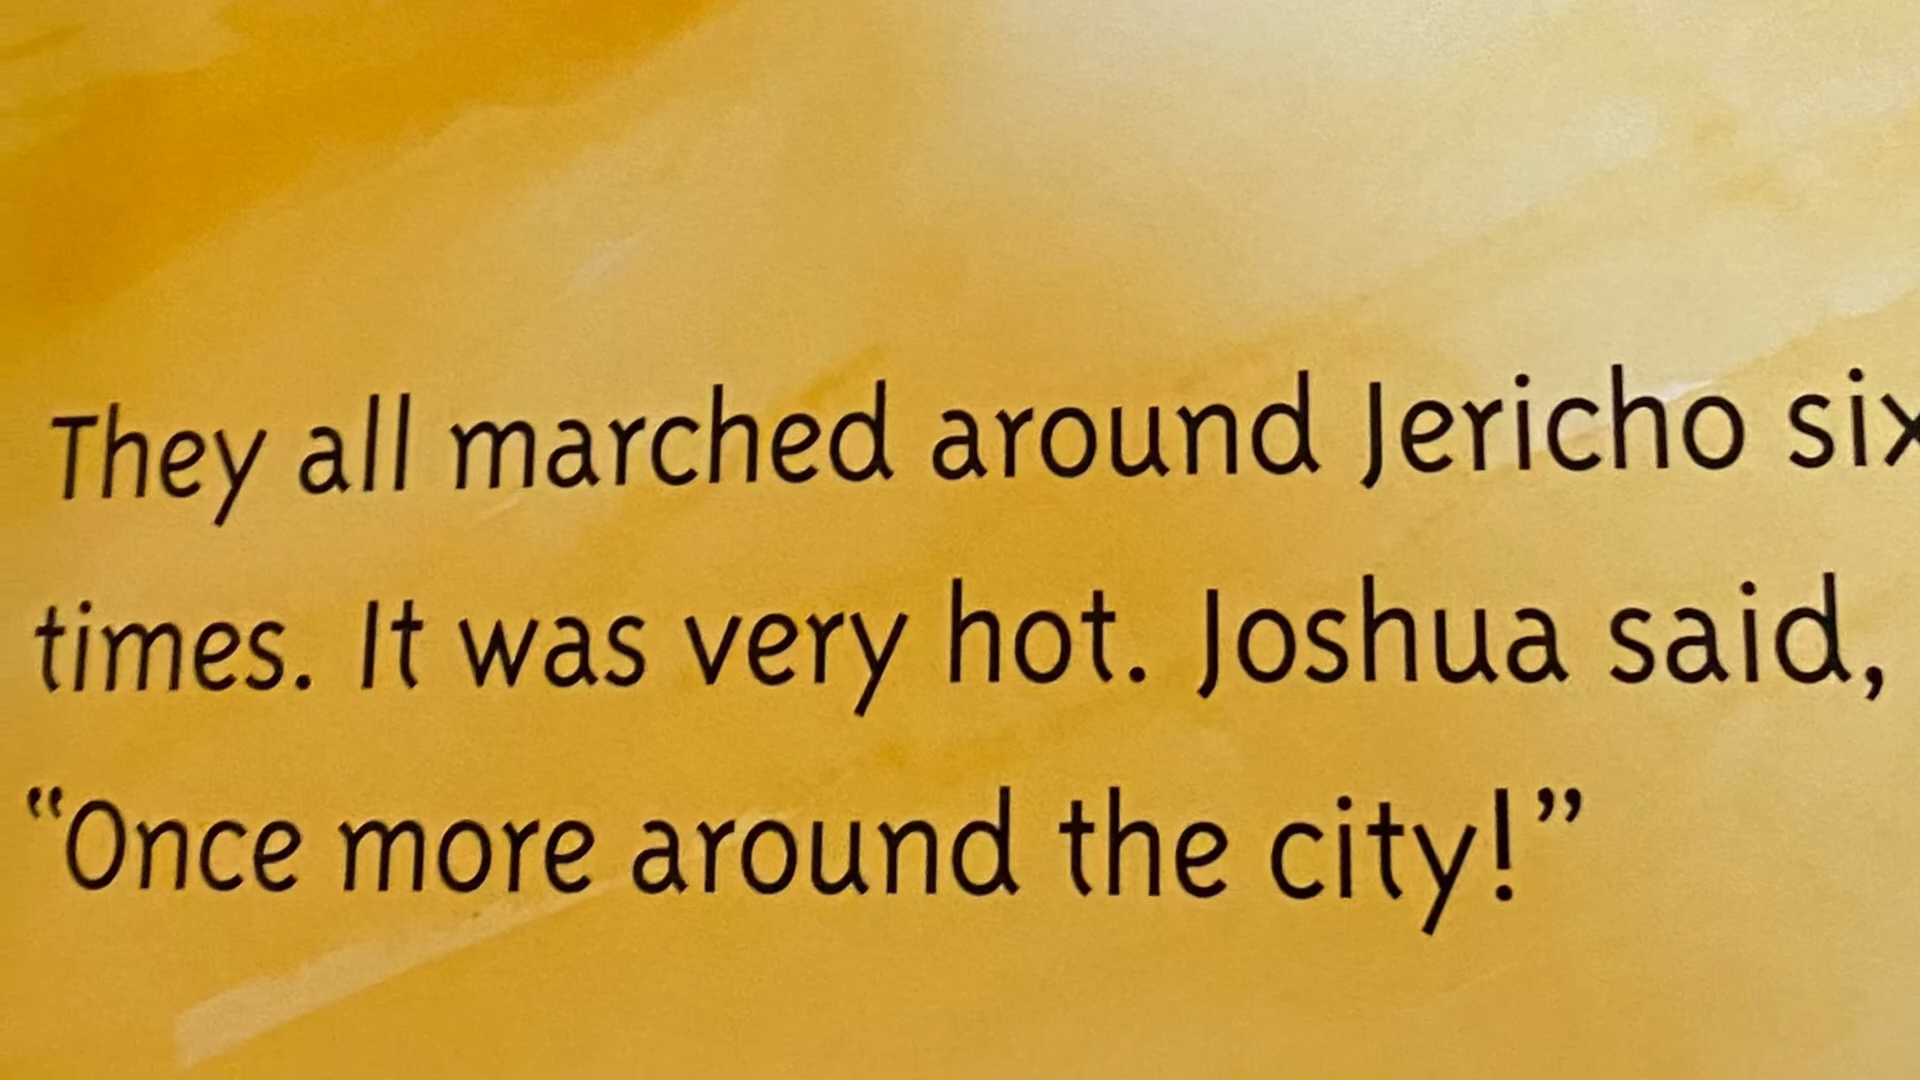 They all marched around Jericho six
times. It was very hot. Joshua said,
“Once more around the city!”